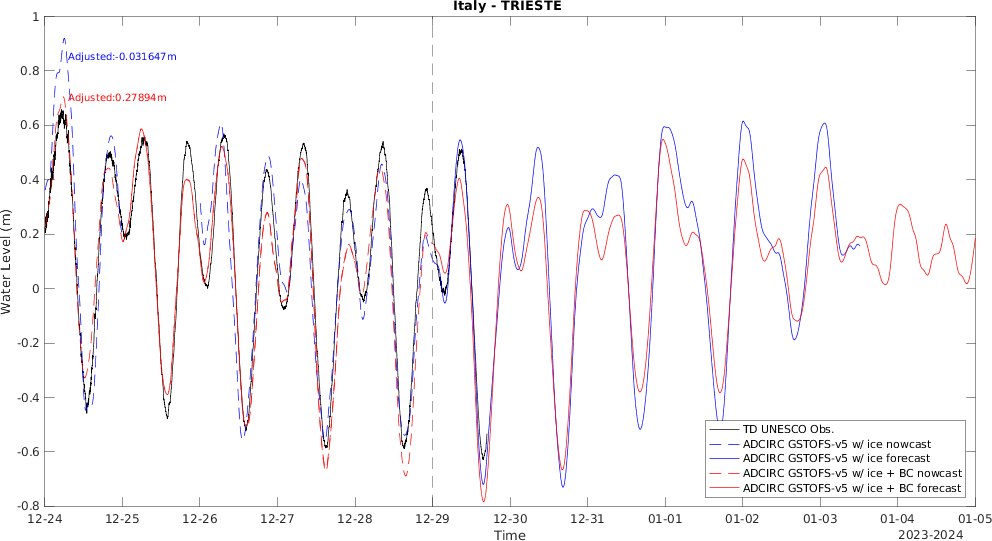 Italy - TRIESTE
1
0.8
0.6
0.4
0.2
0
-0.2
-0.4
-0.6
-0.8
Water Level (m)
Adjusted:-0.031647m
Adjusted:0.27894m
TD UNESCO Obs.
ADCIRC GSTOFS-v5 w/ ice nowcast
ADCIRC GSTOFS-v5 w/ ice forecast
ADCIRC GSTOFS-v5 w/ ice + BC nowcast
ADCIRC GSTOFS-v5 w/ ice + BC forecast
12-24 12-25 12-26 12-27 12-28 12-29 12-30 12-31 01-01 01-02 01-03 01-04 01-05
Time
2023-2024